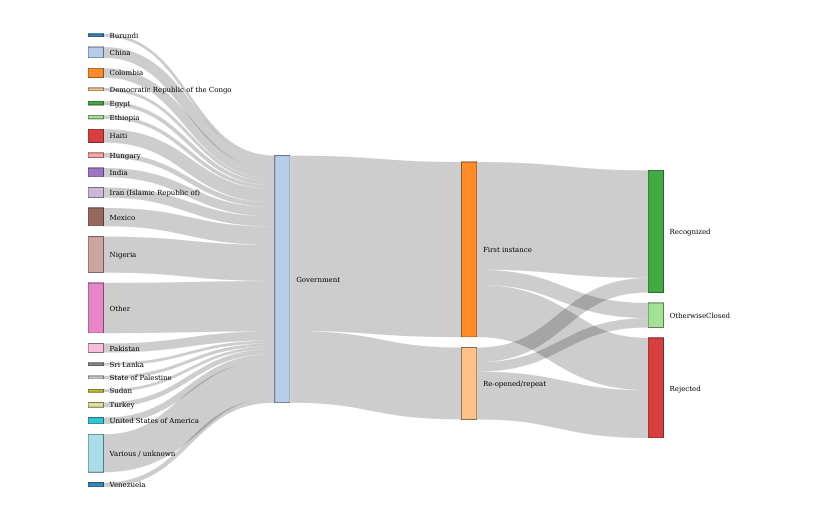 Burundi
China
Colombia
Democratic Republic of the Congo
Egypt
Ethiopia
Haiti
Hungary
India
Iran (Islamic Republic of)
Mexico
Nigeria
Other
Pakistan
Sri Lanka
State of Palestine
Sudan
Turkey
United States of America
Various / unknown
Venezuela
Government
First instance
Re-opened/repeat
Recognized
OtherwiseClosed
Rejected